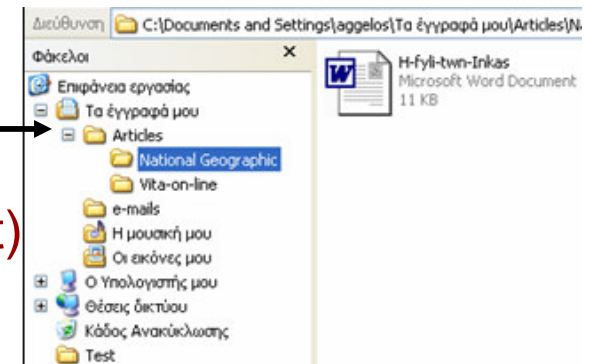 Διεύθυνση C:\Documents and Settings\aggelos\Τα έγγραφά μου\Articles\Na
Φάκελοι X
Επιφάνεια εργασίας
Τα έγγραφά μου
Articles
National Geographic
Vita-on-line
e-mails
Η μουσική μου
Οι εικόνες μου
Ο Υπολογιστής μου
Θέσεις δικτύου
Κάδος Ανακύκλωσης
Test
t)
H-fyli-twn-Inkas
Microsoft Word Document
11 KB